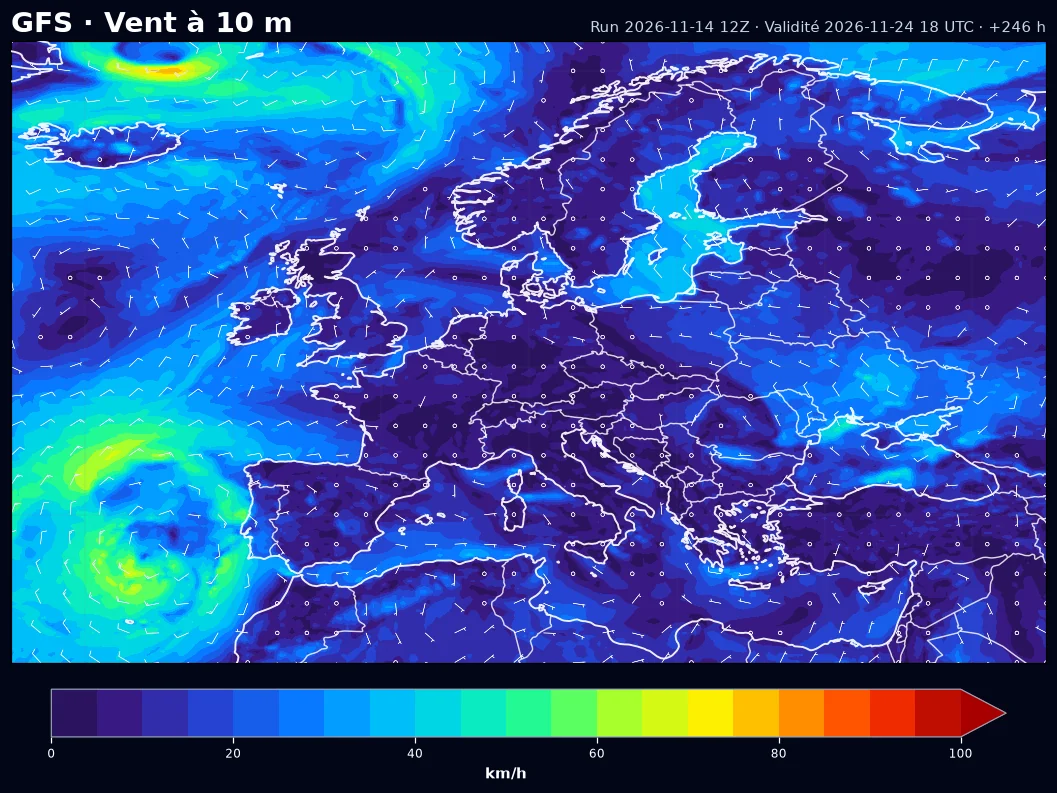 GFS · Vent à 10 m
Run 2026-11-14 12Z · Validité 2026-11-24 18 UTC · +246 h
0 20 40 60 80 100
km/h